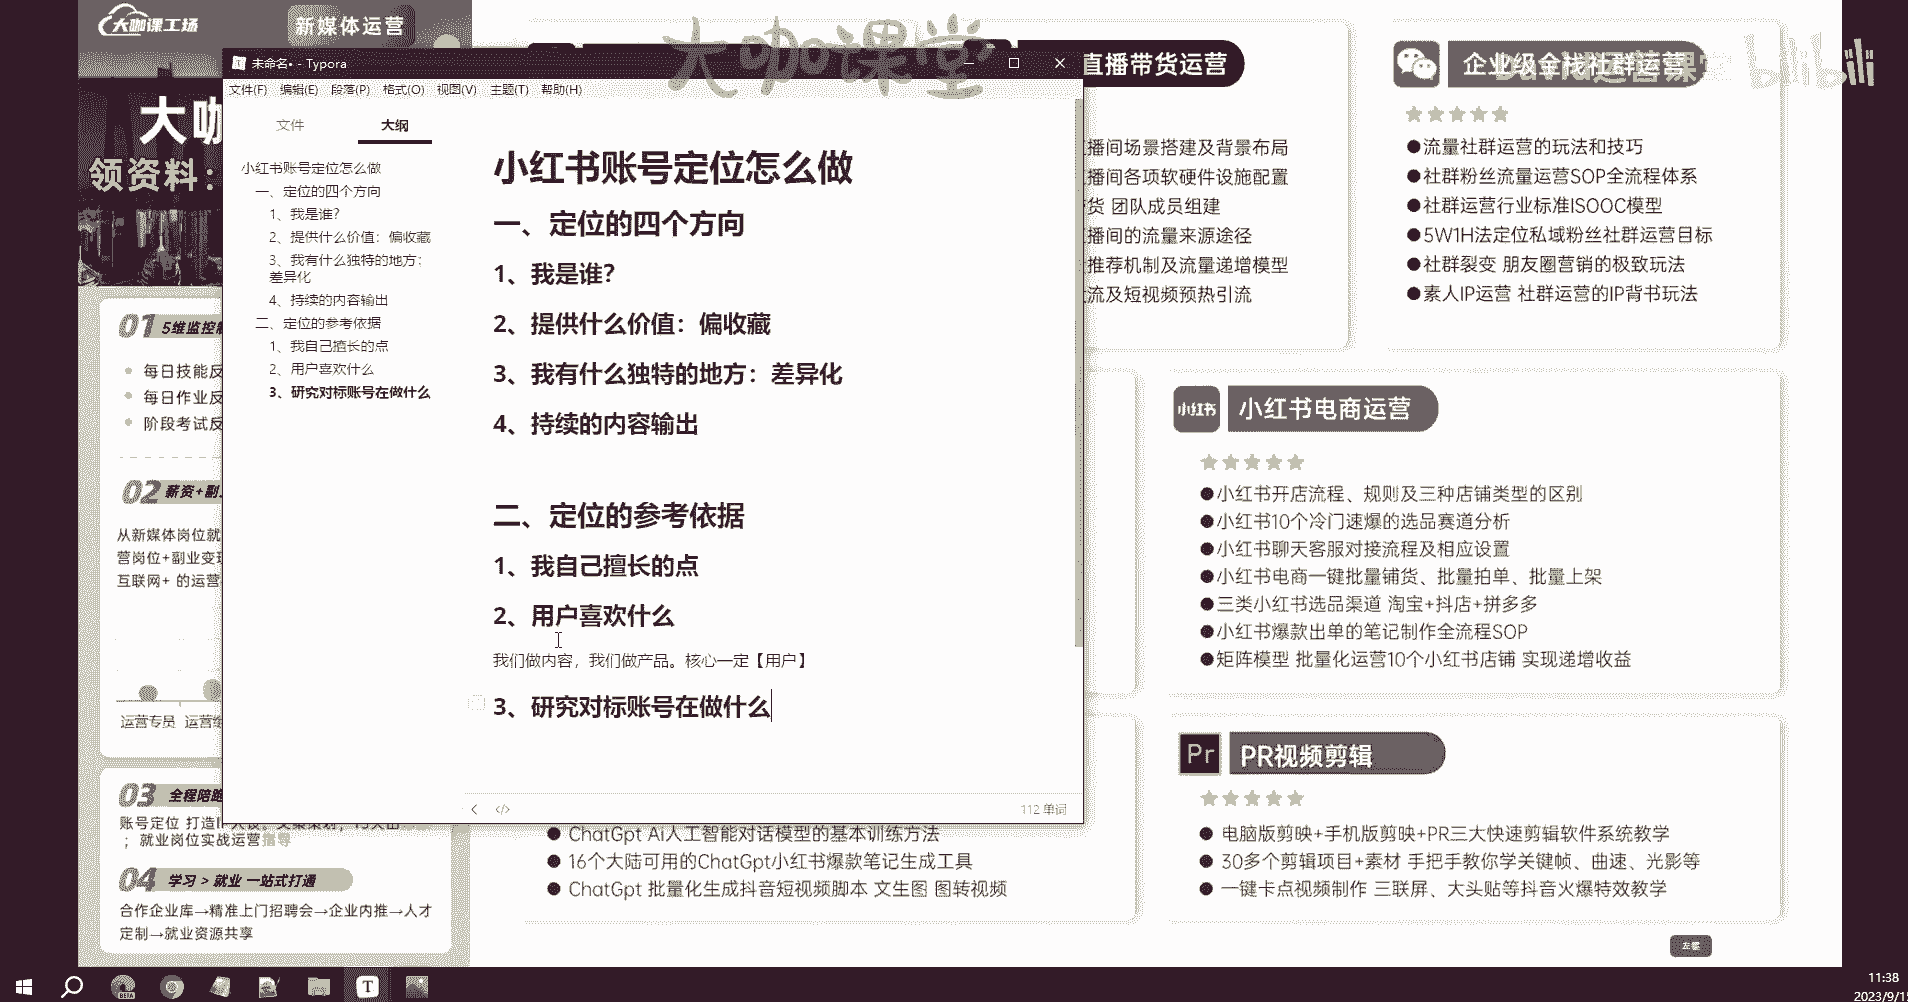 大咖课工场
新媒体运营
大咖
领资料：
01 5维监控
每日技能反
每日作业反
阶段考试反
02 薪资+副
从新媒体岗位就
营岗位+副业变现
互联网+ 的运营
运营专员 运营
03 全程陪跑
就业岗位实战运营指导
04 学习 > 就业 一站式打通
合作企业库→精准上门招聘会→企业内推→人才
定制→就业资源共享
大咖课堂
未命名• - Typora
文件(F) 编辑(E) 段落(P) 格式(O) 视图(V) 主题(T) 帮助(H)
文件 大纲
小红书账号定位怎么做
一、定位的四个方向
1、我是谁？
2、提供什么价值：偏收藏
3、我有什么独特的地方：
差异化
4、持续的内容输出
二、定位的参考依据
1、我自己擅长的点
2、用户喜欢什么
3、研究对标账号在做什么
小红书账号定位怎么做
一、定位的四个方向
1、我是谁？
2、提供什么价值：偏收藏
3、我有什么独特的地方：差异化
4、持续的内容输出
二、定位的参考依据
1、我自己擅长的点
2、用户喜欢什么
我们做内容，我们做产品。核心一定【用户】
3、研究对标账号在做什么
112 单词
直播带货运营
播间场景搭建及背景布局
播间各项软硬件设施配置
货 团队成员组建
播间的流量来源途径
推荐机制及流量递增模型
流及短视频预热引流
企业级全栈社群运营
bilibili
●流量社群运营的玩法和技巧
●社群粉丝流量运营SOP全流程体系
●社群运营行业标准ISOOC模型
●5W1H法定位私域粉丝社群运营目标
●社群裂变 朋友圈营销的极致玩法
●素人IP运营 社群运营的IP背书玩法
小红书 小红书电商运营
●小红书开店流程、规则及三种店铺类型的区别
●小红书10个冷门速爆的选品赛道分析
●小红书聊天客服对接流程及相应设置
●小红书电商一键批量铺货、批量拍单、批量上架
●三类小红书选品渠道 淘宝+抖店+拼多多
●小红书爆款出单的笔记制作全流程SOP
●矩阵模型 批量化运营10个小红书店铺 实现递增收益
Pr PR视频剪辑
● 电脑版剪映+手机版剪映+PR三大快速剪辑软件系统教学
● 30多个剪辑项目+素材 手把手教你学关键帧、曲速、光影等
● 一键卡点视频制作 三联屏、大头贴等抖音火爆特效教学
● ChatGpt Ai人工智能对话模型的基本训练方法
● 16个大陆可用的ChatGpt小红书爆款笔记生成工具
● ChatGpt 批量化生成抖音短视频脚本 文生图 图转视频
左键
BETA
T
11:38